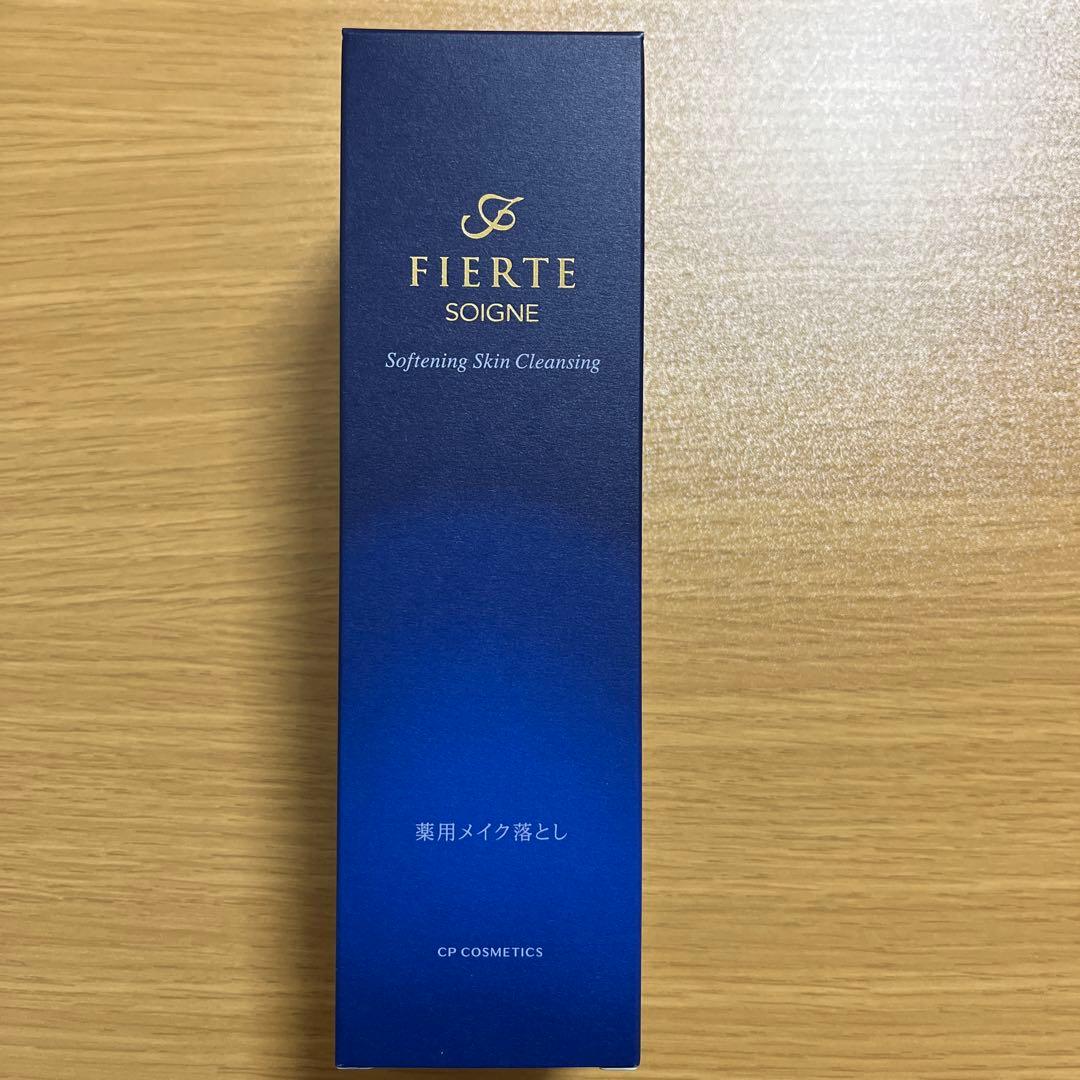 FIERTE
SOIGNE
Softening Skin Cleansing
薬用メイク落とし
CP COSMETICS